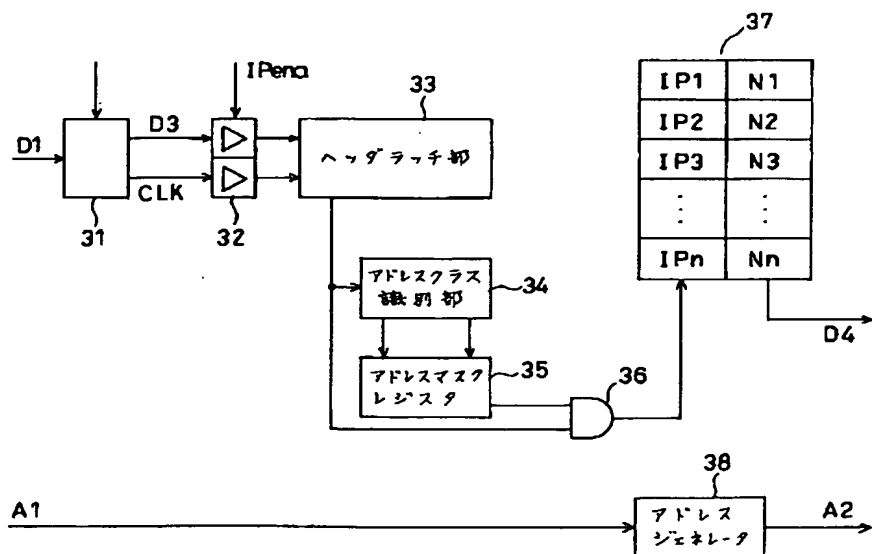 37
IPena
33
IP1 N1
IP2 N2
IP3 N3
IPn Nn
D1
D3
CLK
31
32
ヘッダラッチ部
アドレスクラス
識別部
34
アドレスマスク
レジスタ
35
36
D4
38
A1
アドレス
ジェネレータ
A2